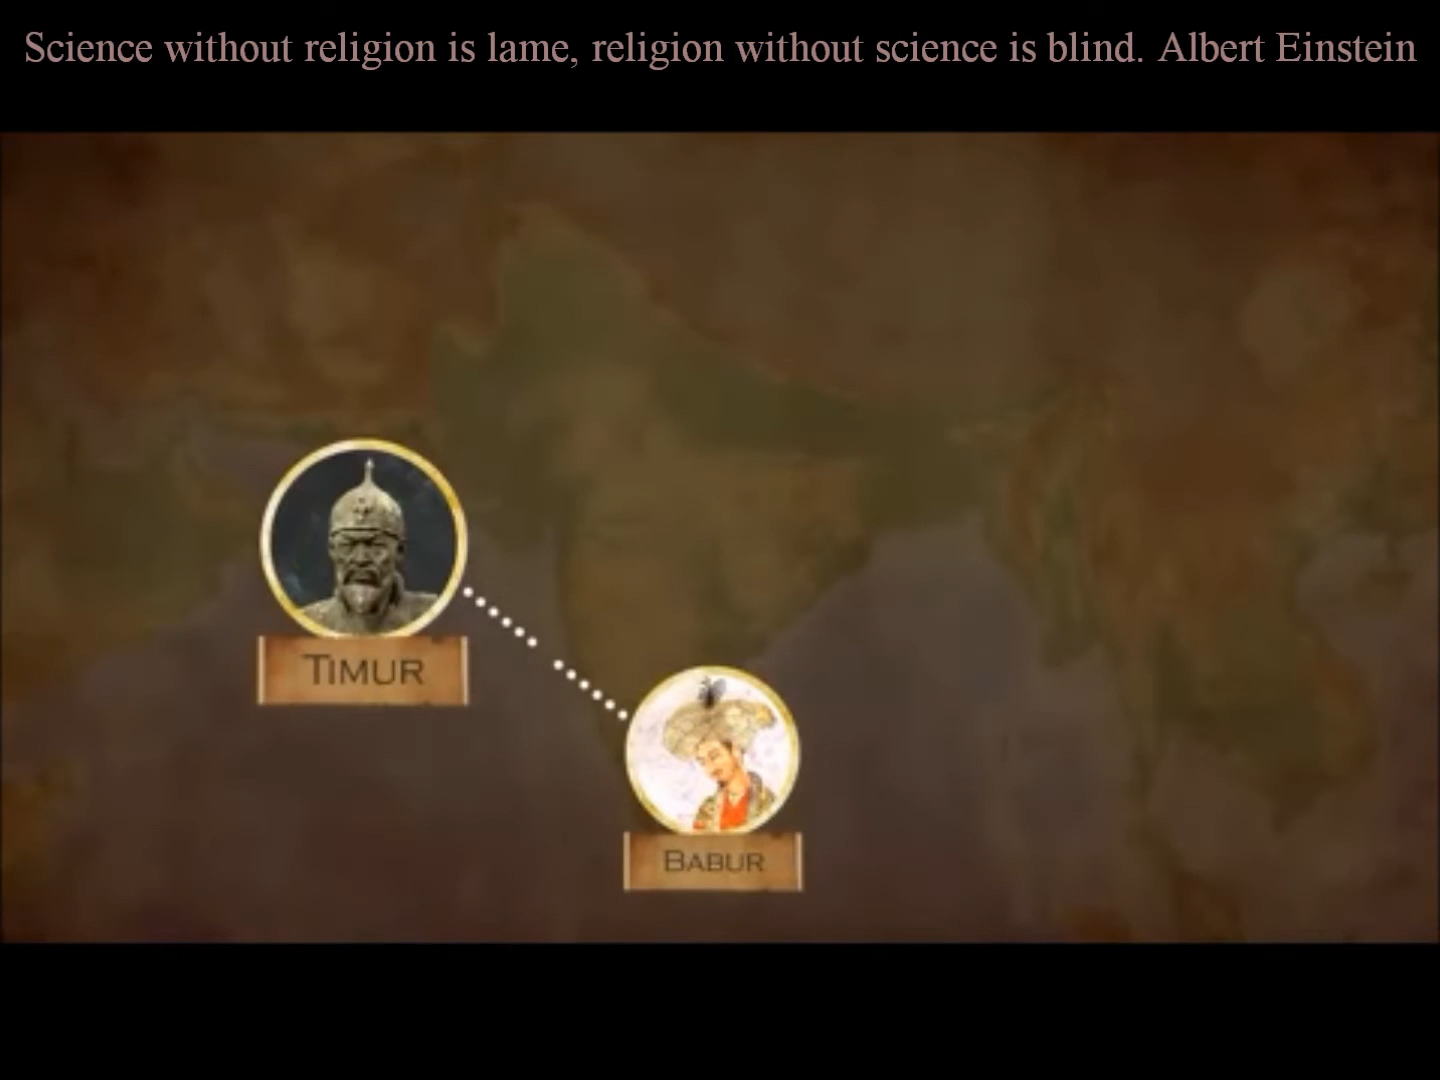 Science without religion is lame, religion without science is blind. Albert Einstein
TIMUR
BABUR